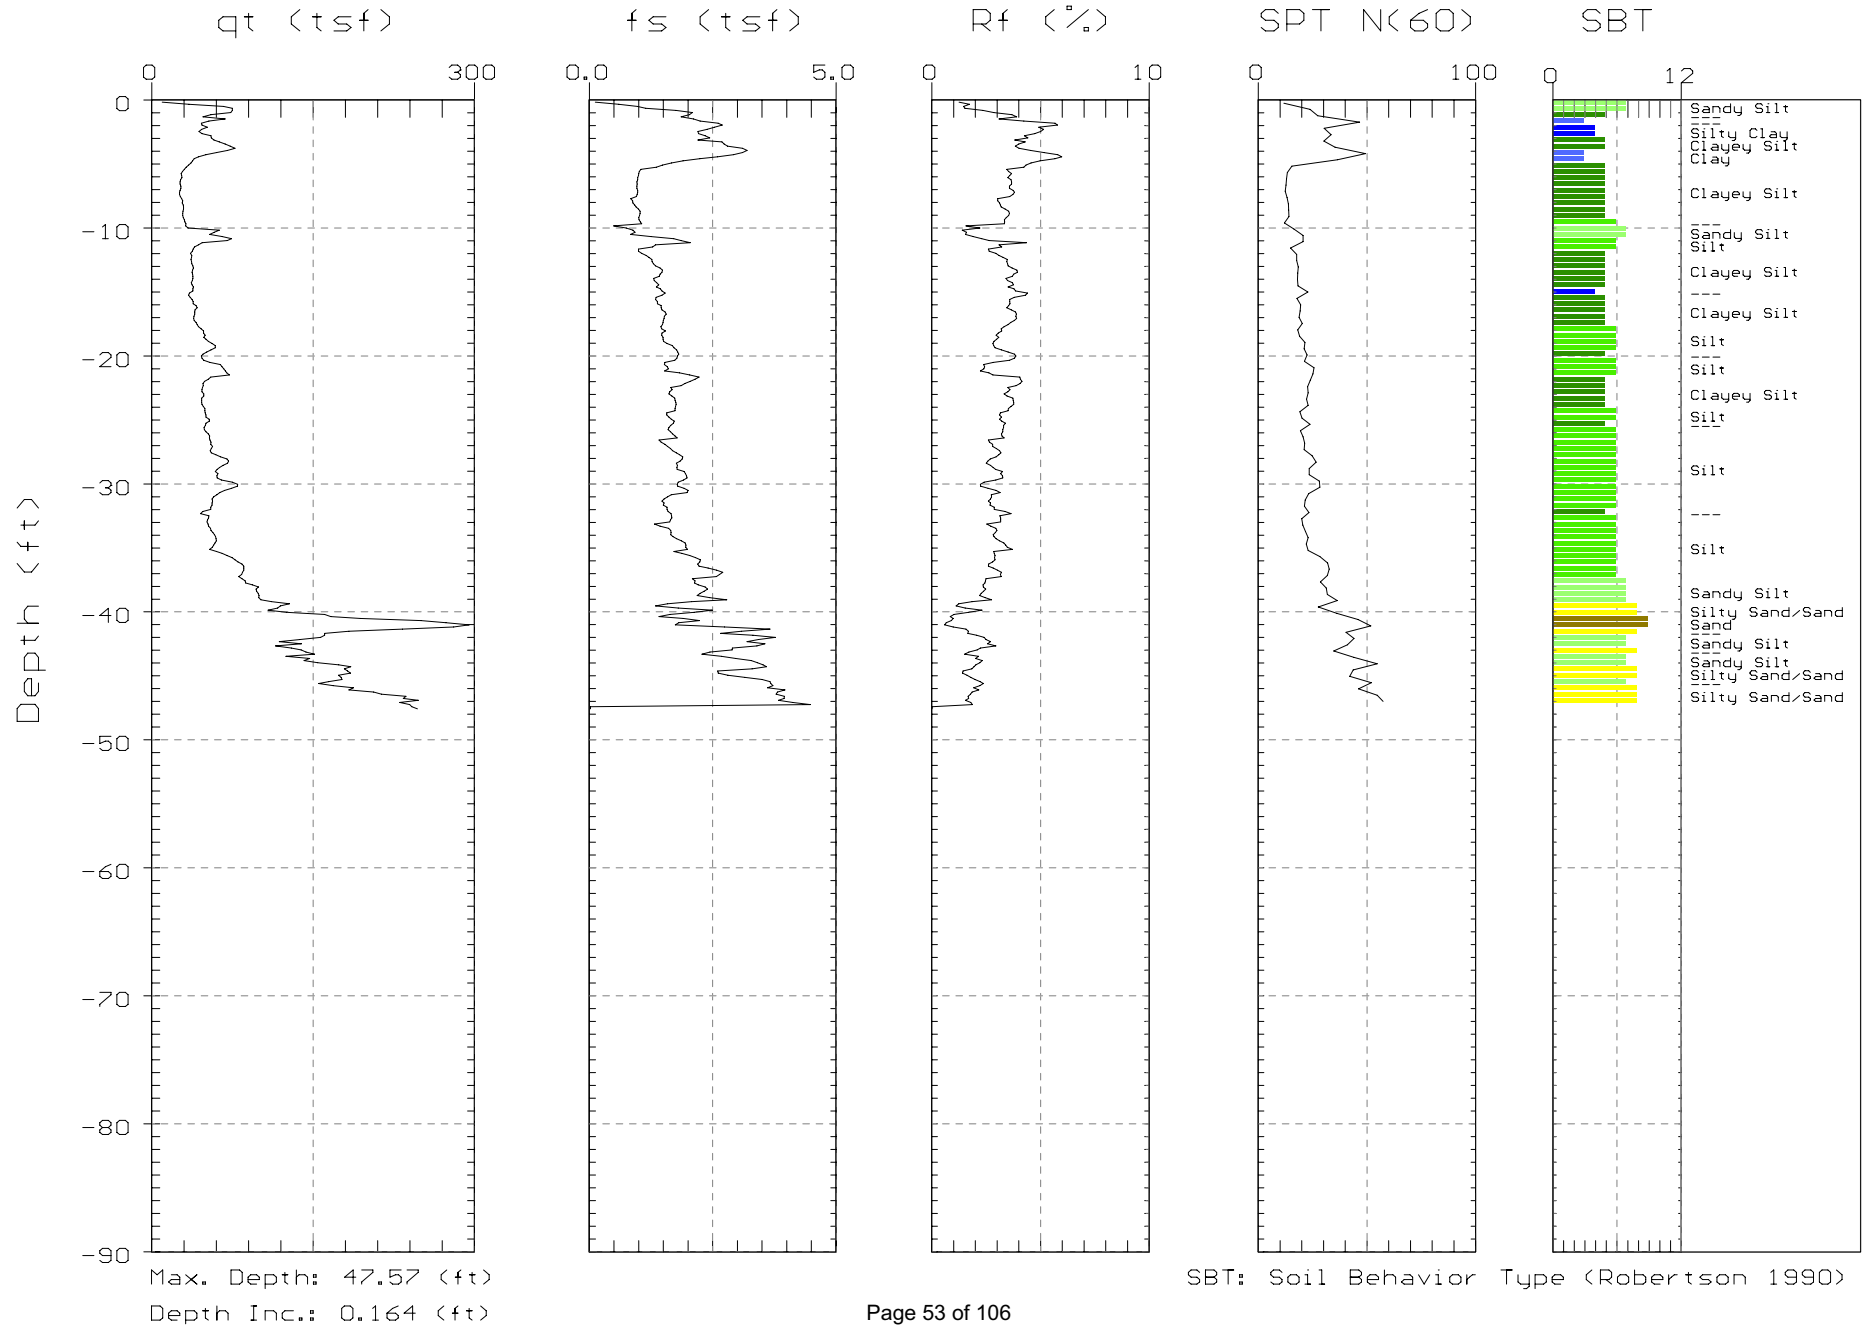 qt (tsf) fs (tsf) Rf (%) SPT N(60) SBT
0 300 0.0 5.0 0 10 0 100 0 12
0
-10
-20
-30
-40
-50
-60
-70
-80
-90
Depth (ft)
Sandy Silt
---
Silty Clay
Clayey Silt
Clay
Clayey Silt
---
Sandy Silt
Silt
Clayey Silt
---
Clayey Silt
Silt
---
Silt
Clayey Silt
Silt
---
Silt
---
Silt
Sandy Silt
Silty Sand/Sand
Sand
---
Sandy Silt
---
Sandy Silt
Silty Sand/Sand
---
Silty Sand/Sand
Max. Depth: 47.57 (ft)
Depth Inc.: 0.164 (ft)
SBT: Soil Behavior Type (Robertson 1990)
Page 53 of 106